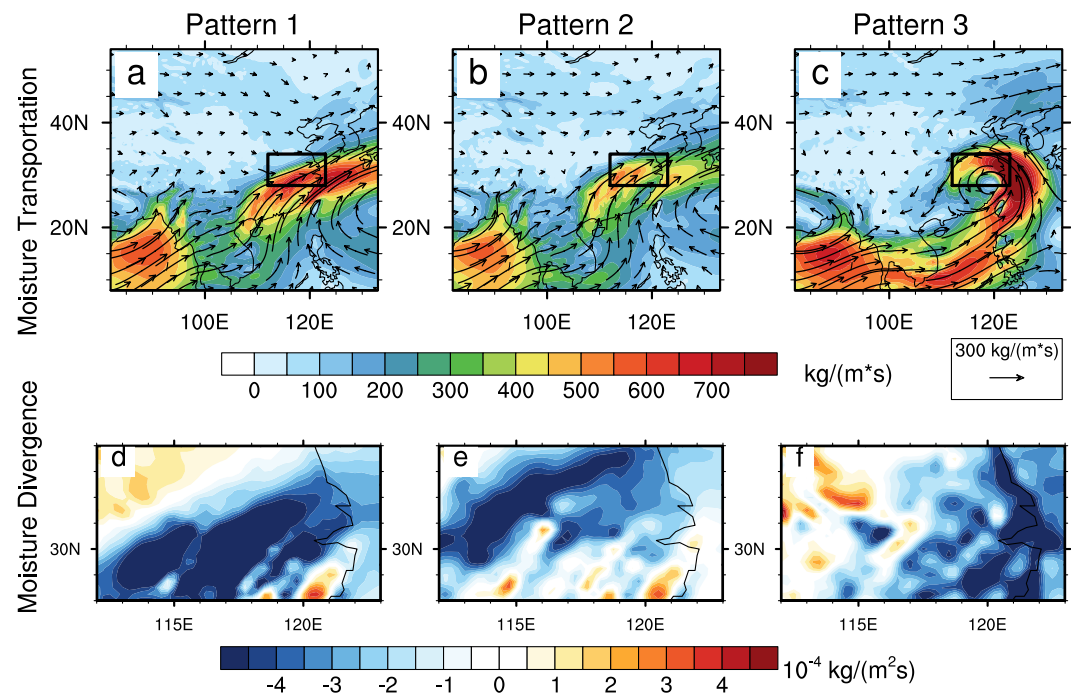 Pattern 1 Pattern 2 Pattern 3
Moisture Transportation
a b c
40N 40N
20N 20N
100E 120E 100E 120E 100E 120E
0 100 200 300 400 500 600 700
kg/(m*s)
300 kg/(m*s)
Moisture Divergence
d e f
30N 30N 30N
115E 120E 115E 120E 115E 120E
-4 -3 -2 -1 0 1 2 3 4
10⁻⁴ kg/(m²s)